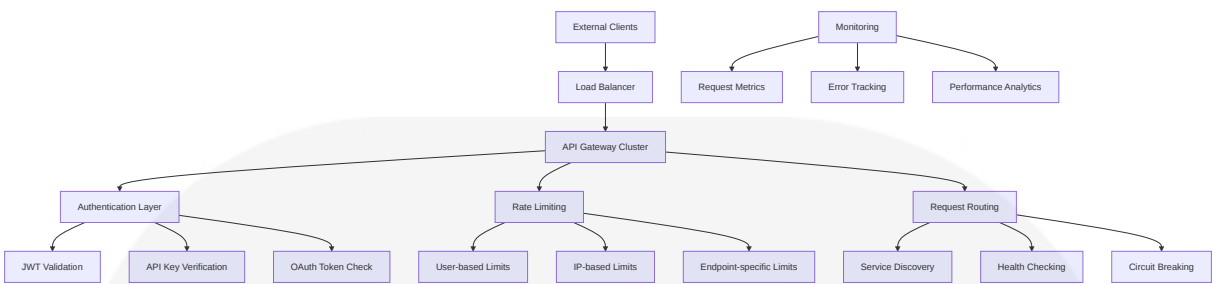 External Clients
Monitoring
Load Balancer
Request Metrics
Error Tracking
Performance Analytics
API Gateway Cluster
Authentication Layer
Rate Limiting
Request Routing
JWT Validation
API Key Verification
OAuth Token Check
User-based Limits
IP-based Limits
Endpoint-specific Limits
Service Discovery
Health Checking
Circuit Breaking